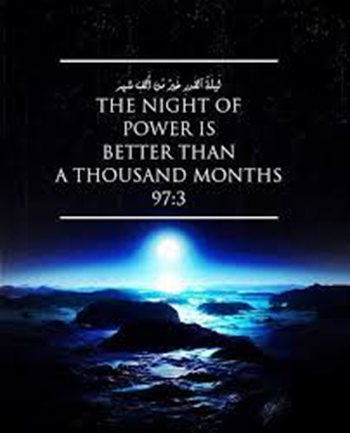 لَيْلَةُ الْقَدْرِ خَيْرٌ مِّنْ أَلْفِ شَهْرٍ
THE NIGHT OF
POWER IS
BETTER THAN
A THOUSAND MONTHS
97:3